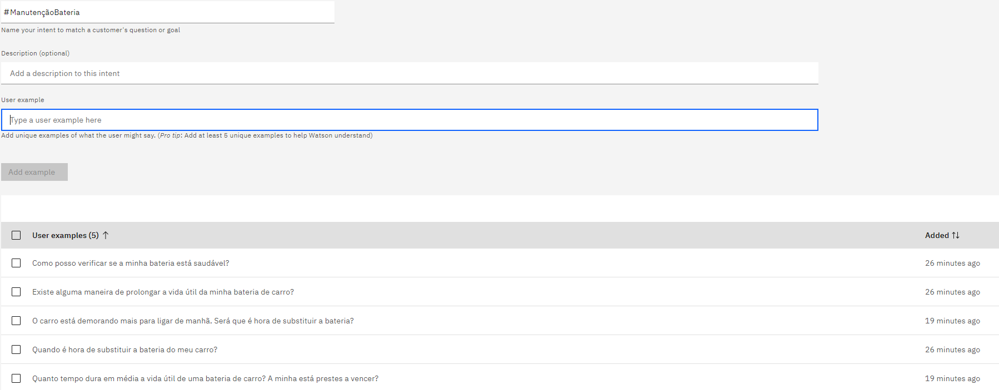 #ManutençãoBateria
Name your intent to match a customer's question or goal
Description (optional)
Add a description to this intent
User example
Type a user example here
Add unique examples of what the user might say. (Pro tip: Add at least 5 unique examples to help Watson understand)
Add example
User examples (5) ↑ Added ↑↓
Como posso verificar se a minha bateria está saudável? 26 minutes ago
Existe alguma maneira de prolongar a vida útil da minha bateria de carro? 26 minutes ago
O carro está demorando mais para ligar de manhã. Será que é hora de substituir a bateria? 19 minutes ago
Quando é hora de substituir a bateria do meu carro? 26 minutes ago
Quanto tempo dura em média a vida útil de uma bateria de carro? A minha está prestes a vencer? 19 minutes ago